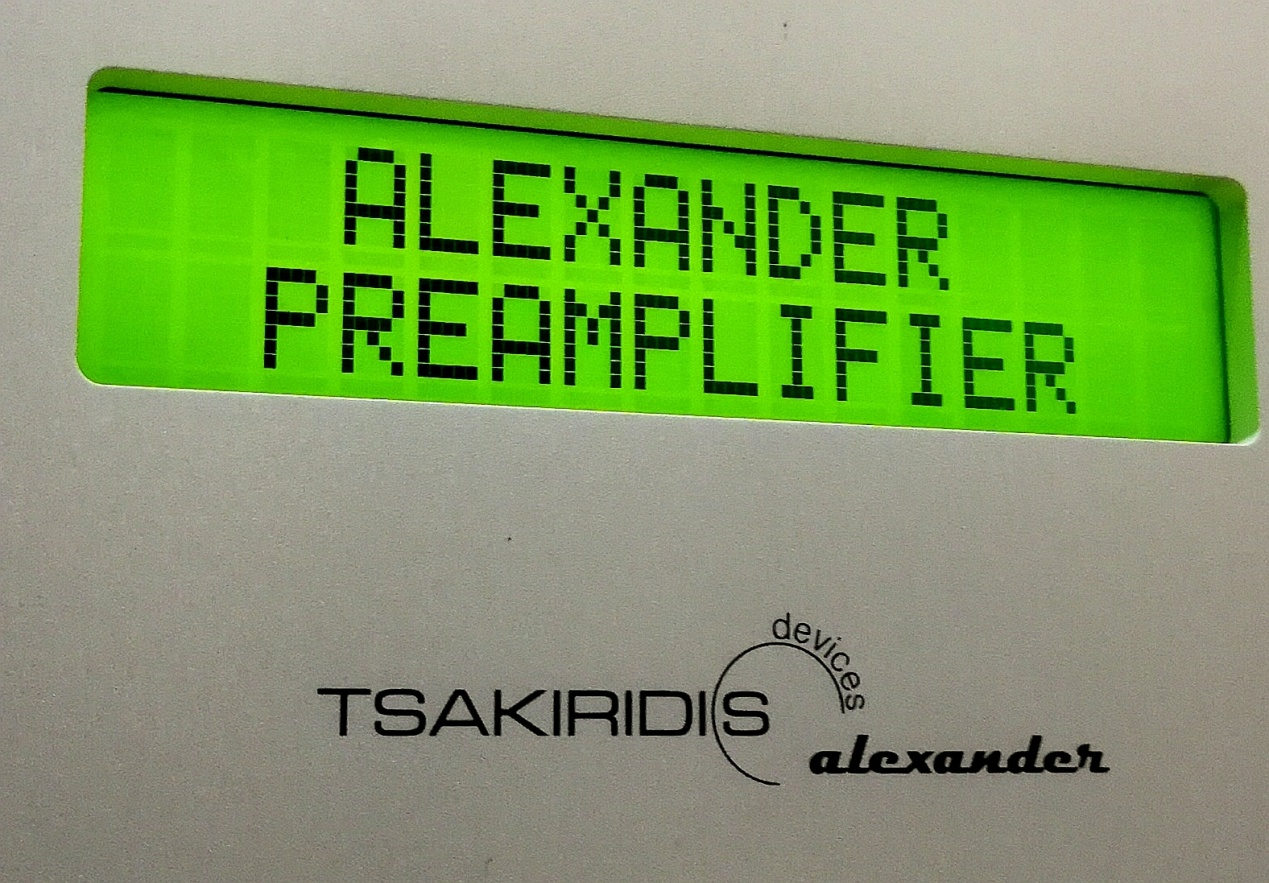 ALEXANDER
PREAMPLIFIER
devices
TSAKIRIDIS
alexander